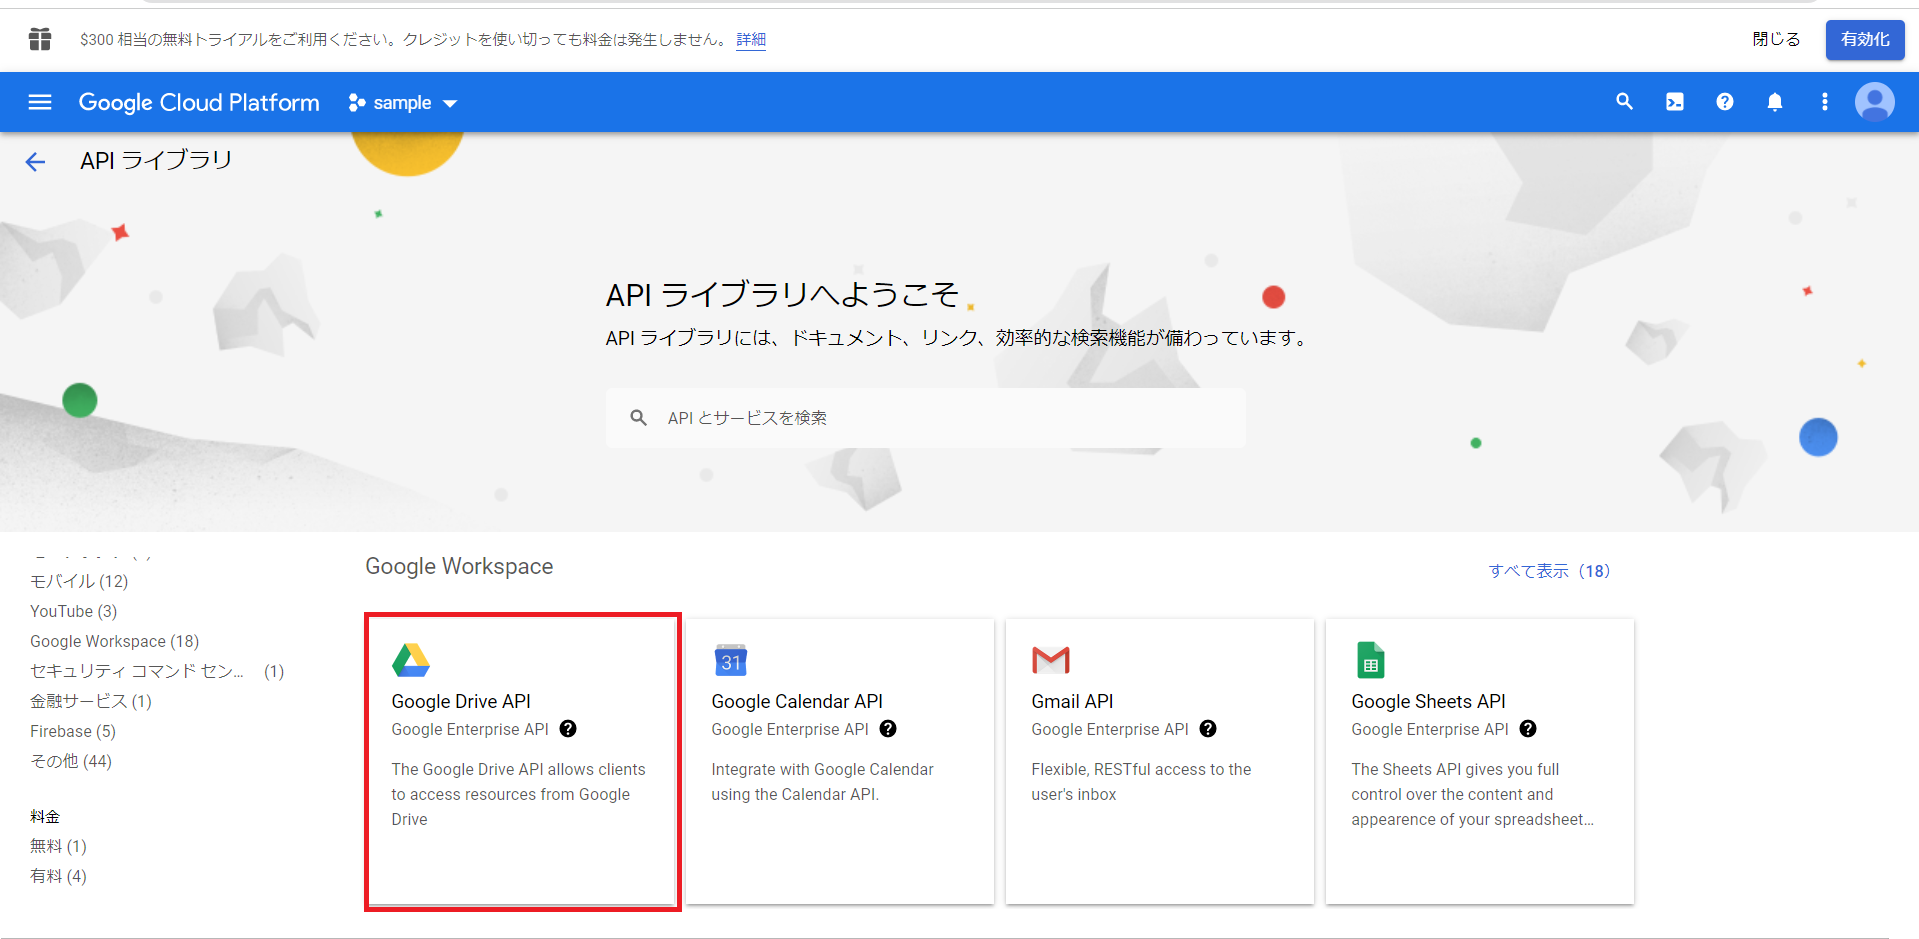 $300 相当の無料トライアルをご利用ください。クレジットを使い切っても料金は発生しません。 詳細
閉じる
有効化
Google Cloud Platform
sample
API ライブラリ
API ライブラリへようこそ
API ライブラリには、ドキュメント、リンク、効率的な検索機能が備わっています。
API とサービスを検索
モバイル (12)
YouTube (3)
Google Workspace (18)
セキュリティ コマンド セン... (1)
金融サービス (1)
Firebase (5)
その他 (44)
料金
無料 (1)
有料 (4)
Google Workspace
すべて表示（18）
Google Drive API
Google Enterprise API
The Google Drive API allows clients
to access resources from Google
Drive
31
Google Calendar API
Google Enterprise API
Integrate with Google Calendar
using the Calendar API.
Gmail API
Google Enterprise API
Flexible, RESTful access to the
user's inbox
Google Sheets API
Google Enterprise API
The Sheets API gives you full
control over the content and
appearence of your spreadsheet...